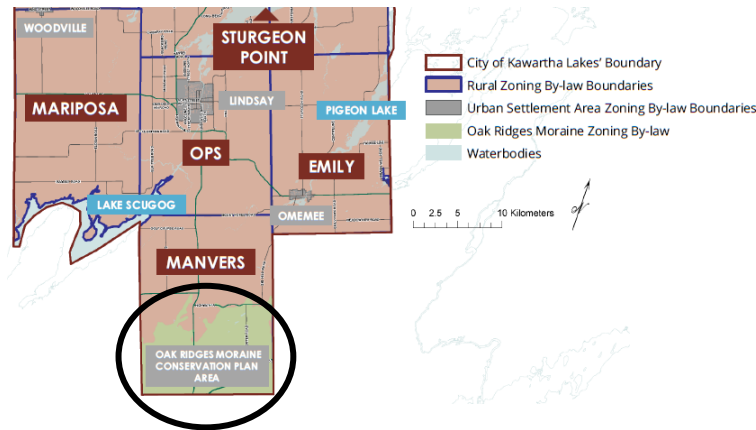 WOODVILLE
STURGEON
POINT
MARIPOSA
LINDSAY
PIGEON LAKE
OPS
EMILY
LAKE SCUGOG
OMEMEE
MANVERS
OAK RIDGES MORAINE
CONSERVATION PLAN
AREA
City of Kawartha Lakes' Boundary
Rural Zoning By-law Boundaries
Urban Settlement Area Zoning By-law Boundaries
Oak Ridges Moraine Zoning By-law
Waterbodies
0 2.5 5 10 Kilometers